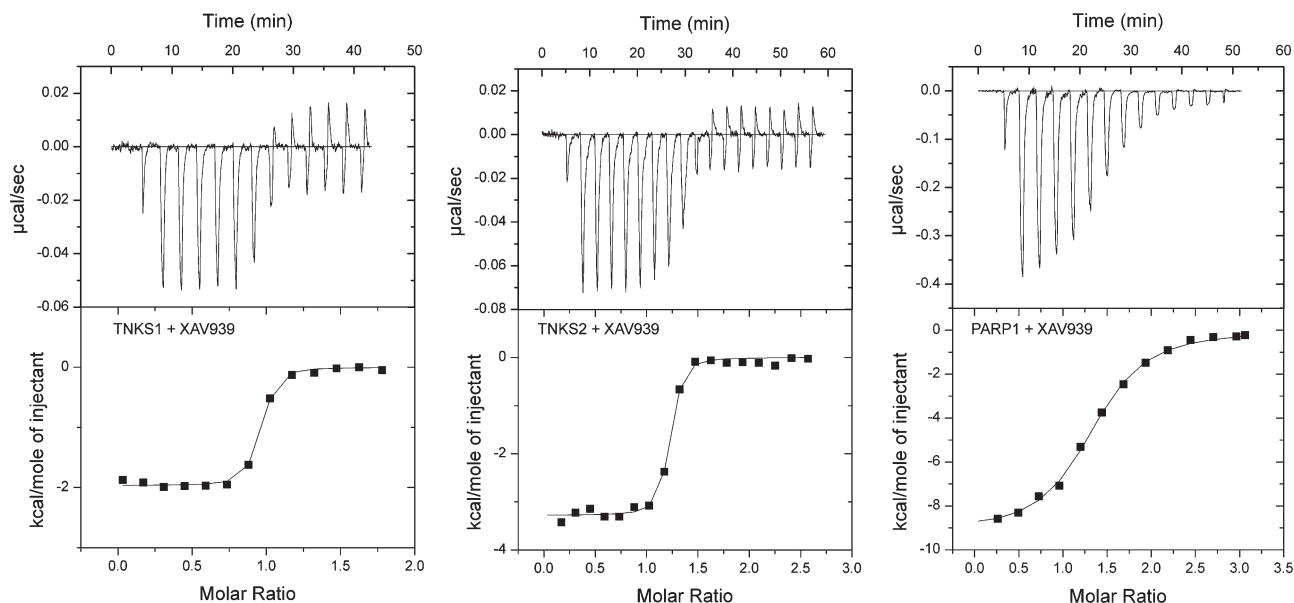 Time (min)
0 10 20 30 40 50
0.02
0.00
-0.02
-0.04
-0.06
µcal/sec
TNKS1 + XAV939
0
-2
kcal/mole of injectant
0.0 0.5 1.0 1.5 2.0
Molar Ratio
Time (min)
0 10 20 30 40 50 60
0.02
0.00
-0.02
-0.04
-0.06
-0.08
µcal/sec
TNKS2 + XAV939
0
-2
-4
kcal/mole of injectant
0.0 0.5 1.0 1.5 2.0 2.5 3.0
Molar Ratio
Time (min)
0 10 20 30 40 50 60
0.0
-0.1
-0.2
-0.3
-0.4
µcal/sec
PARP1 + XAV939
0
-2
-4
-6
-8
-10
kcal/mole of injectant
0.0 0.5 1.0 1.5 2.0 2.5 3.0 3.5
Molar Ratio